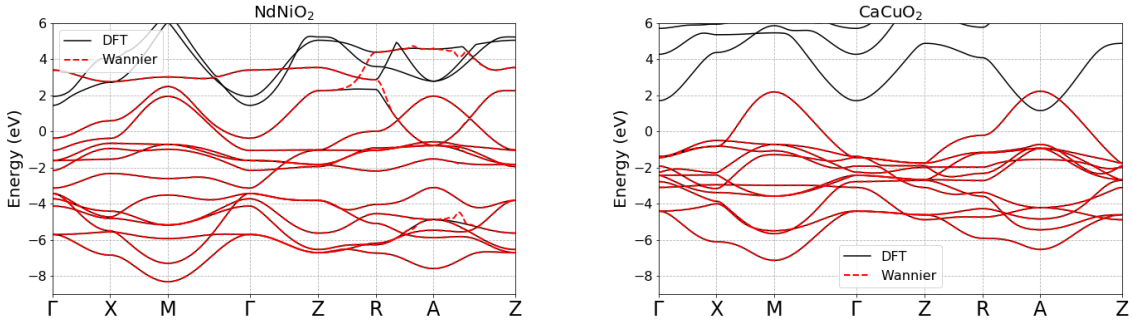 NdNiO₂
6
4
2
0
−2
−4
−6
−8
Energy (eV)
DFT
Wannier
Γ X M Γ Z R A Z
CaCuO₂
6
4
2
0
−2
−4
−6
−8
Energy (eV)
DFT
Wannier
Γ X M Γ Z R A Z